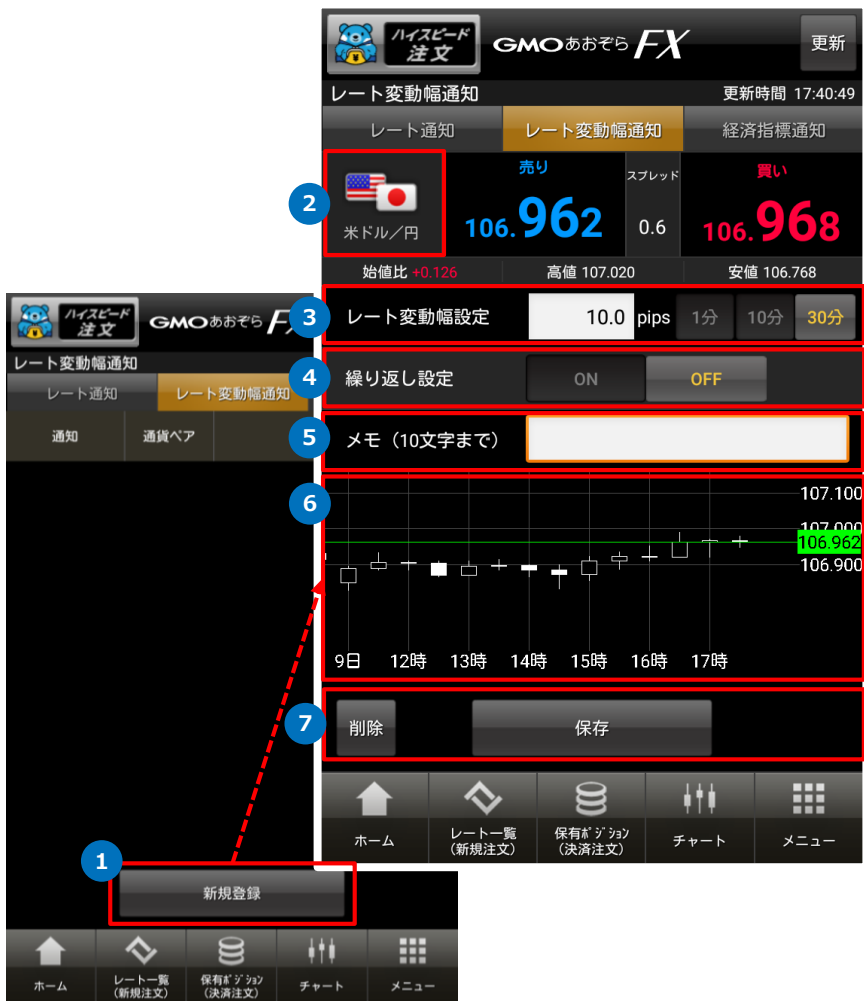 ハイスピード
注文
GMOあおぞら FX
更新
レート変動幅通知
更新時間 17:40:49
レート通知
レート変動幅通知
経済指標通知
2
米ドル/円
売り
106.962
スプレッド
0.6
買い
106.968
始値比 +0.126
高値 107.020
安値 106.768
3
レート変動幅設定
10.0 pips
1分
10分
30分
4
繰り返し設定
ON
OFF
5
メモ(10文字まで)
6
107.100
107.000
106.962
106.900
9日
12時
13時
14時
15時
16時
17時
7
削除
保存
ホーム
レート一覧
(新規注文)
保有ポジション
(決済注文)
チャート
メニュー
ハイスピード
注文
GMOあおぞら
レート変動幅通知
レート通知
レート変動幅通知
通知
通貨ペア
1
新規登録
ホーム
レート一覧
(新規注文)
保有ポジション
(決済注文)
チャート
メニュー